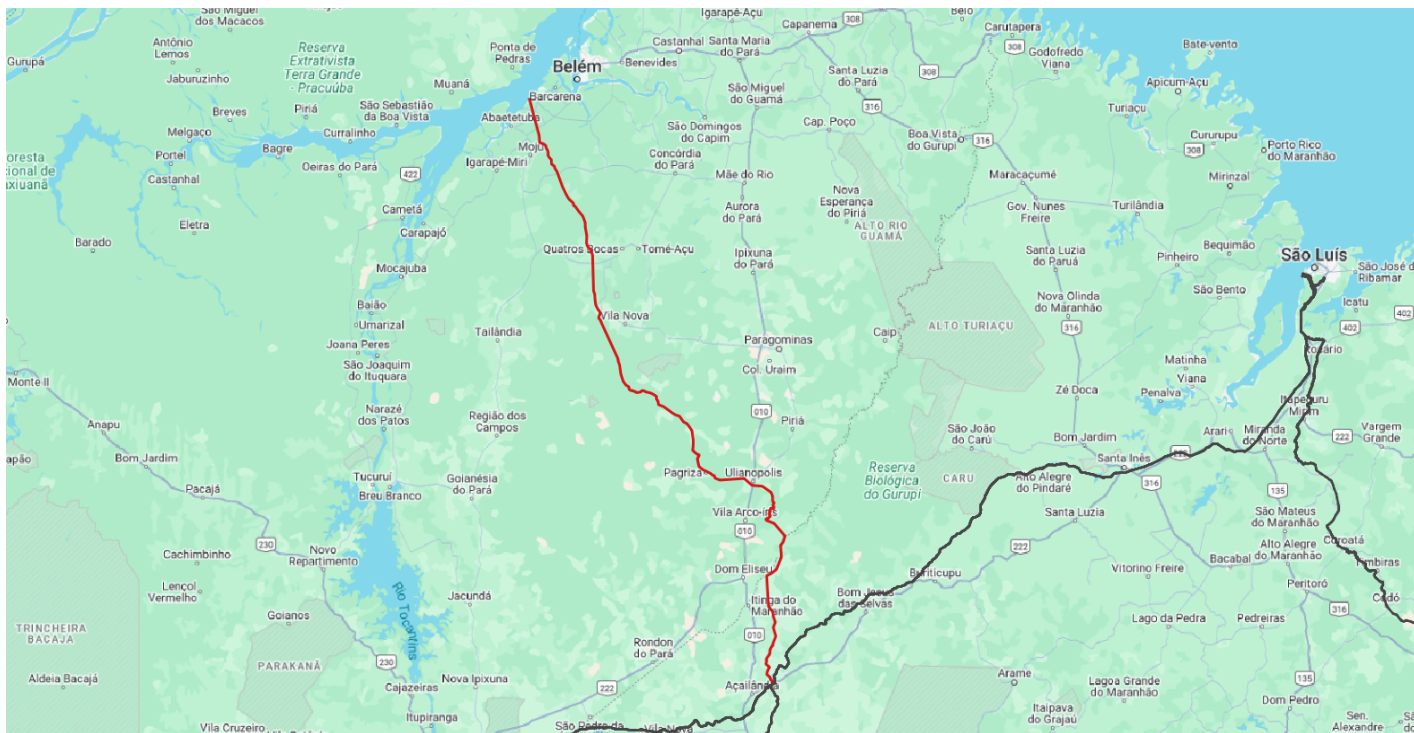 São Miguel
dos Macacos
Igarapé-Açu
308
Belo
Carutapera
Capanema
Antônio
Lemos
Reserva
Extrativista
Terra Grande
- Pracuúba
Ponta de
Pedras
Castanhal
Santa Maria
do Pará
308
Godofredo
Viana
Bate-vento
Gurupá
Belém
Benevides
Jaburuzinho
Muaná
Santa Luzia
do Pará
308
Apicum-Açu
Barcarena
São Miguel
do Guamá
Breves
Piriá
São Sebastião
da Boa Vista
Abaetetuba
316
Turiaçu
Melgaço
Curralinho
São Domingos
do Capim
Cap. Poço
Boa Vista
do Gurupi
316
Cururupu
308
Porto Rico
do Maranhão
Portel
Bagre
Moju
Igarapé-Miri
Concórdia
do Pará
Oeiras do Pará
422
Mãe do Rio
Maracaçumé
Mirinzal
Castanhal
Nova
Esperança
do Piriá
Cametá
Aurora
do Pará
Gov. Nunes
Freire
Turilândia
Eletra
Carapajó
ALTO RIO
GUAMÁ
Barado
Quatros Bocas
Tomé-Açu
Ipixuna
do Pará
Santa Luzia
do Paruá
Pinheiro
Bequimão
São Luís
São José d
Ribamar
Mocajuba
São Bento
Nova Olinda
do Maranhão
Icatu
Baião
402
402
Umarizal
Vila Nova
Tailândia
Caip
ALTO TURIAÇU
316
Joana Peres
Paragominas
Rosário
São Joaquim
do Ituquara
Col. Uraim
Matinha
Viana
Monte II
Zé Doca
Penalva
Narazé
dos Patos
Região dos
Campos
010
Itapecuru
Mirim
Anapu
Piriá
São João
do Carú
Bom Jardim
Arari
Miranda
do Norte
222
Vargem
Grande
Bom Jardim
222
Pagriza
Ulianopolis
Reserva
Biológica
do Gurupi
Santa Inês
Tucuruí
Goianésia
do Pará
CARU
Alto Alegre
do Pindaré
316
Pacajá
Breu Branco
135
Vila Arco-íris
Santa Luzia
São Mateus
do Maranhão
010
230
222
Coroatá
Cachimbinho
Novo
Repartimento
Bacabal
Alto Alegre
do Maranhão
Timbiras
Dom Eliseu
Buriticupu
Vitorino Freire
Lençol
Vermelho
Rio Tocantins
Peritoró
Bom Jesus
das Selvas
Jacundá
Itinga do
Maranhão
316
Codó
Goianos
Lago da Pedra
Pedreiras
TRINCHEIRA
BACAJA
010
Rondon
do Pará
PARAKANÃ
230
Aldeia Bacajá
Cajazeiras
Nova Ipixuna
222
Açailândia
Arame
Lagoa Grande
do Maranhão
135
Dom Pedro
Itaipava
do Grajaú
Itupiranga
São Pedro da
Vila Nova
Sen.
Alexandre
Vila Cruzeiro